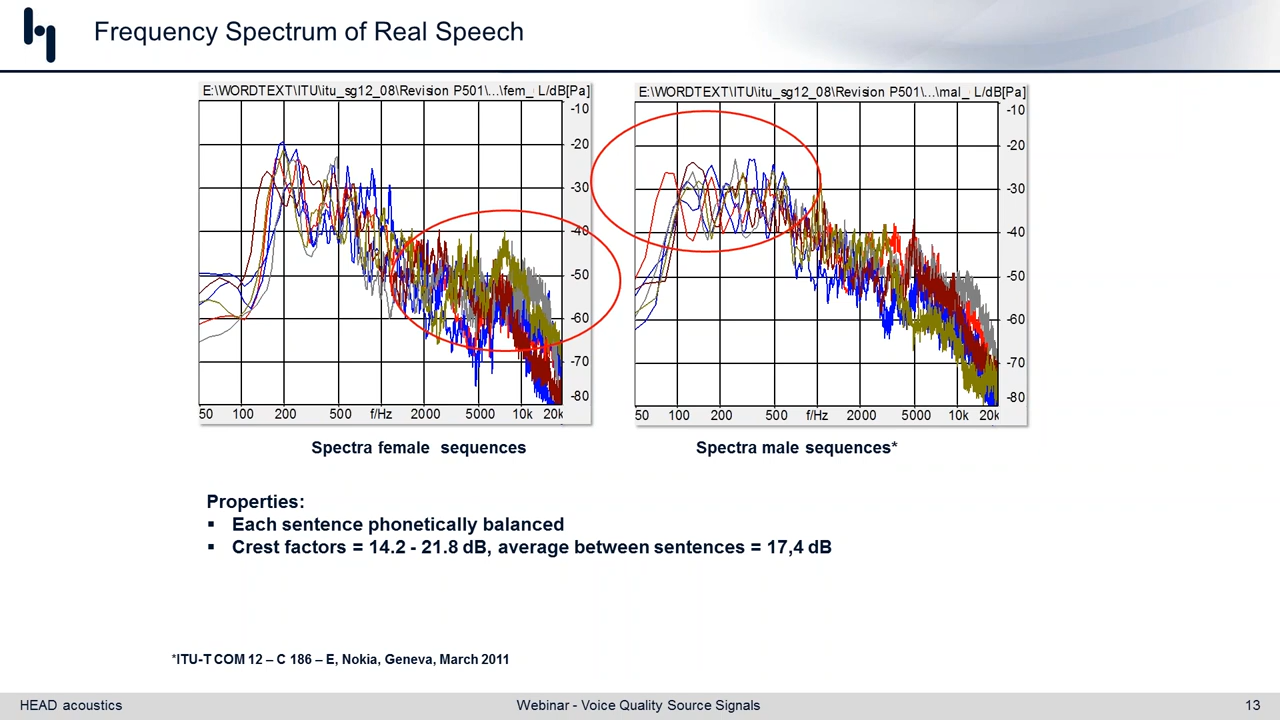 Frequency Spectrum of Real Speech
E:\WORDTEXT\ITU\itu_sg12_08\Revision P501\...\fem_ L/dB[Pa]
-10
-20
-30
-40
-50
-60
-70
-80
50 100 200 500 f/Hz 2000 5000 10k 20k
Spectra female sequences
E:\WORDTEXT\ITU\itu_sg12_08\Revision P501\...\mal_ L/dB[Pa]
-10
-20
-30
-40
-50
-60
-70
-80
50 100 200 500 f/Hz 2000 5000 10k 20k
Spectra male sequences*
Properties:
▪ Each sentence phonetically balanced
▪ Crest factors = 14.2 - 21.8 dB, average between sentences = 17,4 dB
*ITU-T COM 12 – C 186 – E, Nokia, Geneva, March 2011
HEAD acoustics
Webinar - Voice Quality Source Signals
13